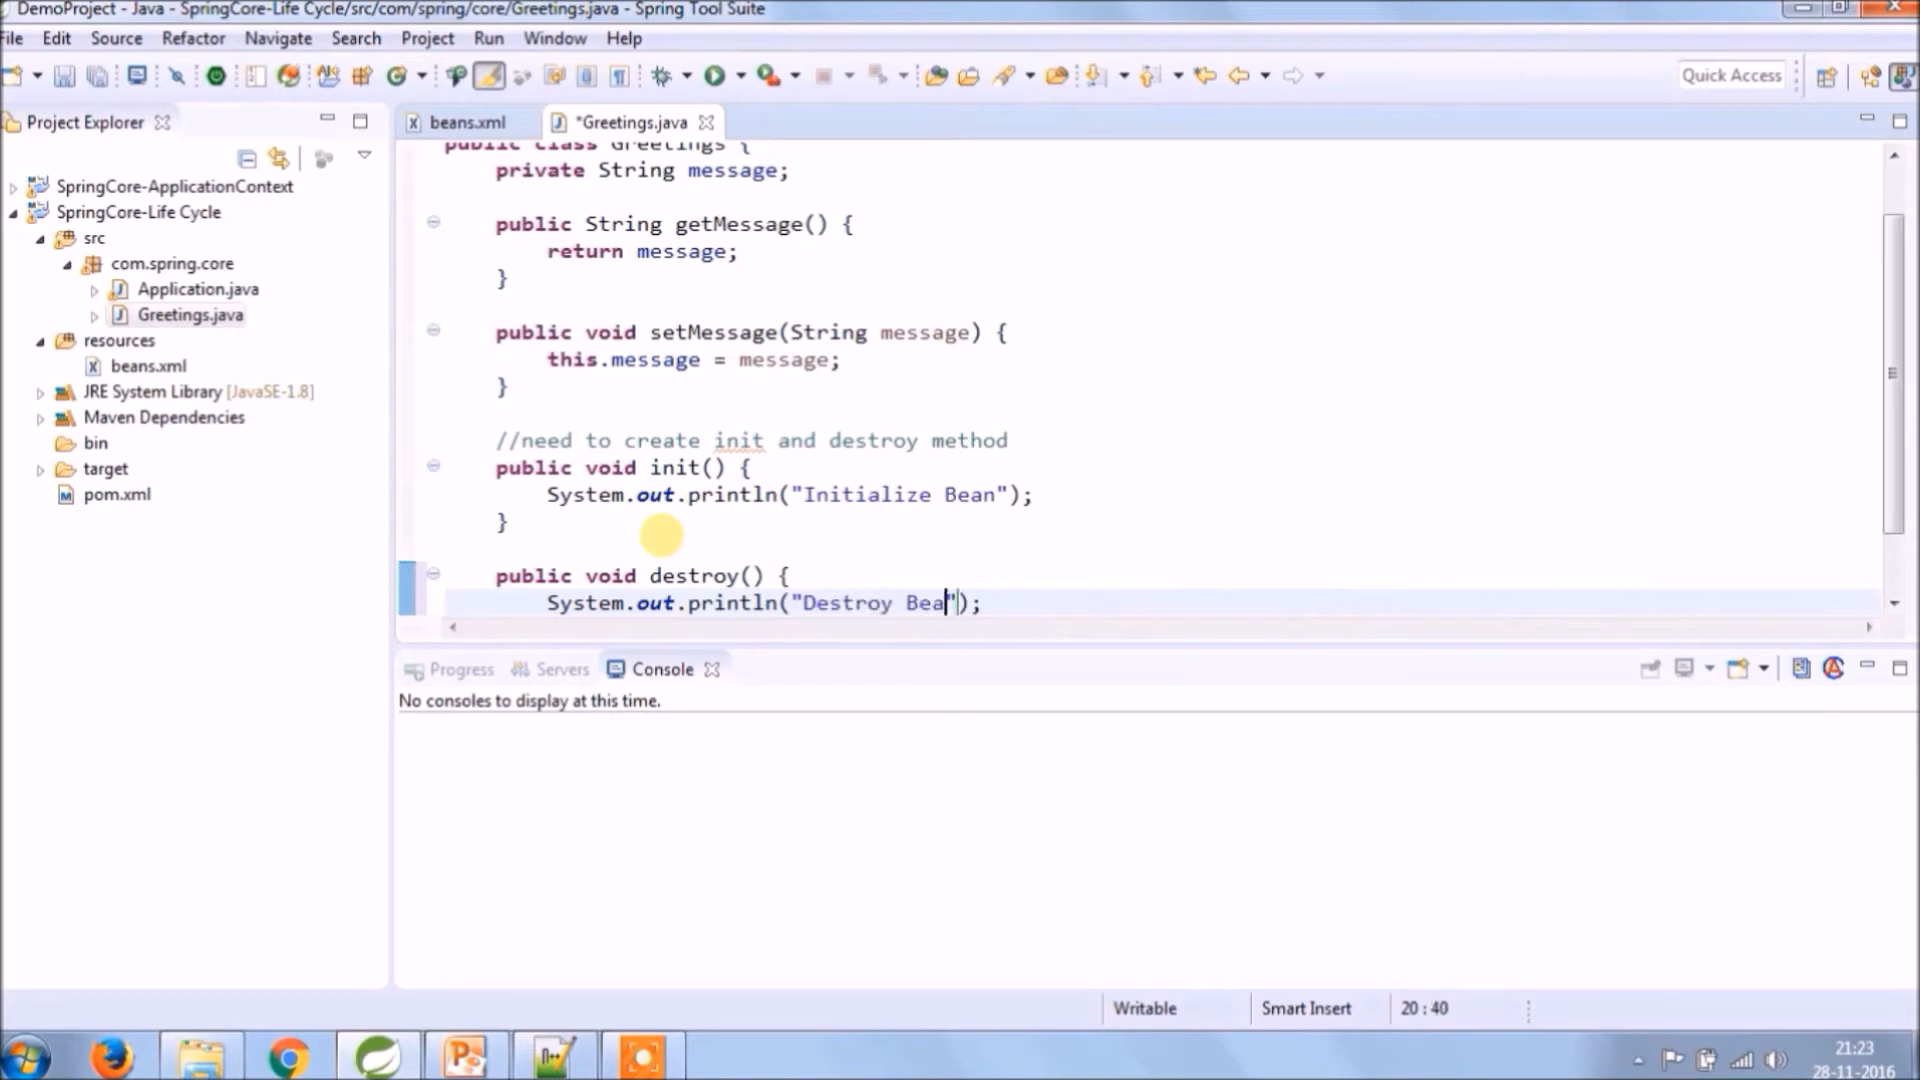 DemoProject - Java - SpringCore-Life Cycle/src/com/spring/core/Greetings.java - Spring Tool Suite
File Edit Source Refactor Navigate Search Project Run Window Help
Quick Access
Project Explorer
SpringCore-ApplicationContext
SpringCore-Life Cycle
src
com.spring.core
Application.java
Greetings.java
resources
beans.xml
JRE System Library [JavaSE-1.8]
Maven Dependencies
bin
target
pom.xml
beans.xml *Greetings.java
public class Greetings {
private String message;
public String getMessage() {
return message;
}
public void setMessage(String message) {
this.message = message;
}
//need to create init and destroy method
public void init() {
System.out.println("Initialize Bean");
}
public void destroy() {
System.out.println("Destroy Bea");
Progress Servers Console
No consoles to display at this time.
Writable Smart Insert 20 : 40
21:23
28-11-2016